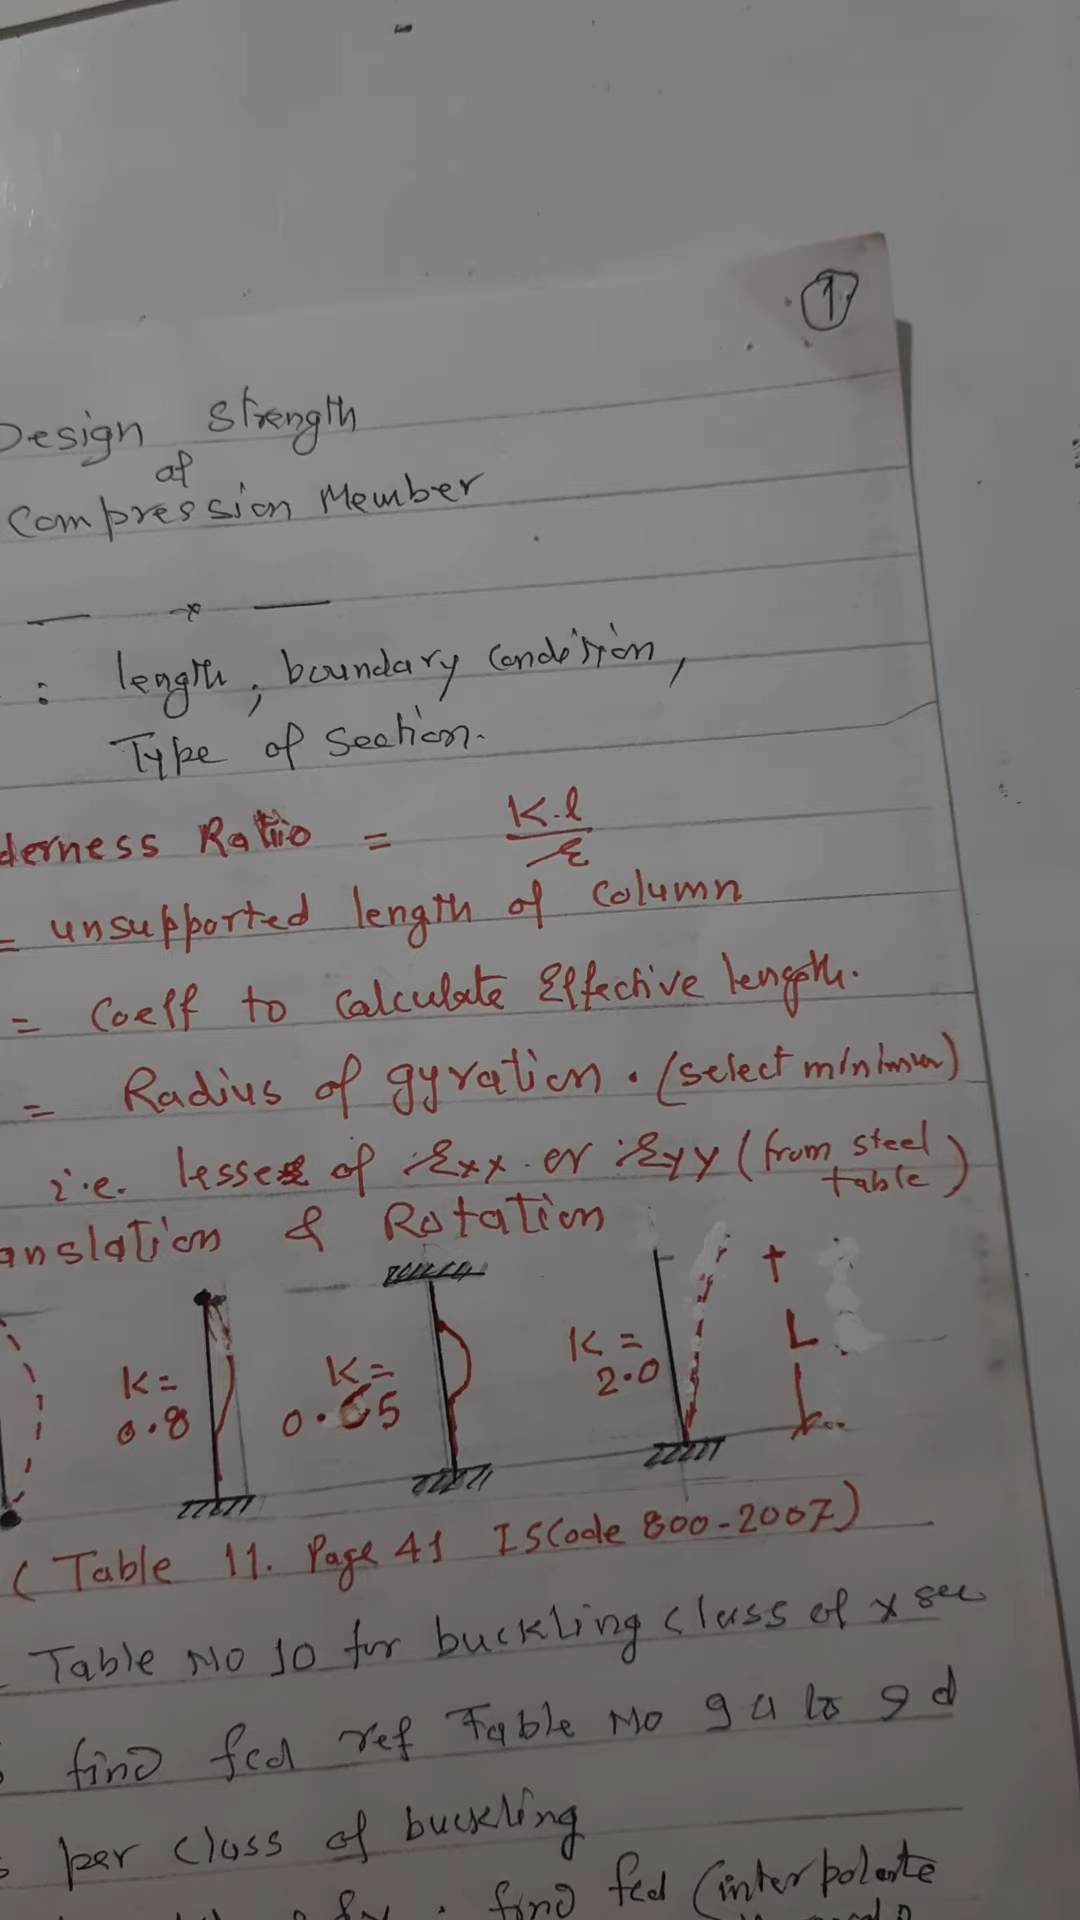 1
Design Strength
of
Compression Member
: length, boundary condition,
Type of Section.
derness Ratio = K.l / r
= unsupported length of column
= Coeff to calculate Effective length.
= Radius of gyration. (select minimum)
i.e. lesser of rxx or ryy (from steel table)
anslation & Rotation
K = 0.8 K = 0.65 K = 2.0
(Table 11. Page 41 IS Code 800-2007)
Table No 10 for buckling class of x sec
find fcd ref Table No 9a to 9d
per class of buckling
find fcd (interpolate